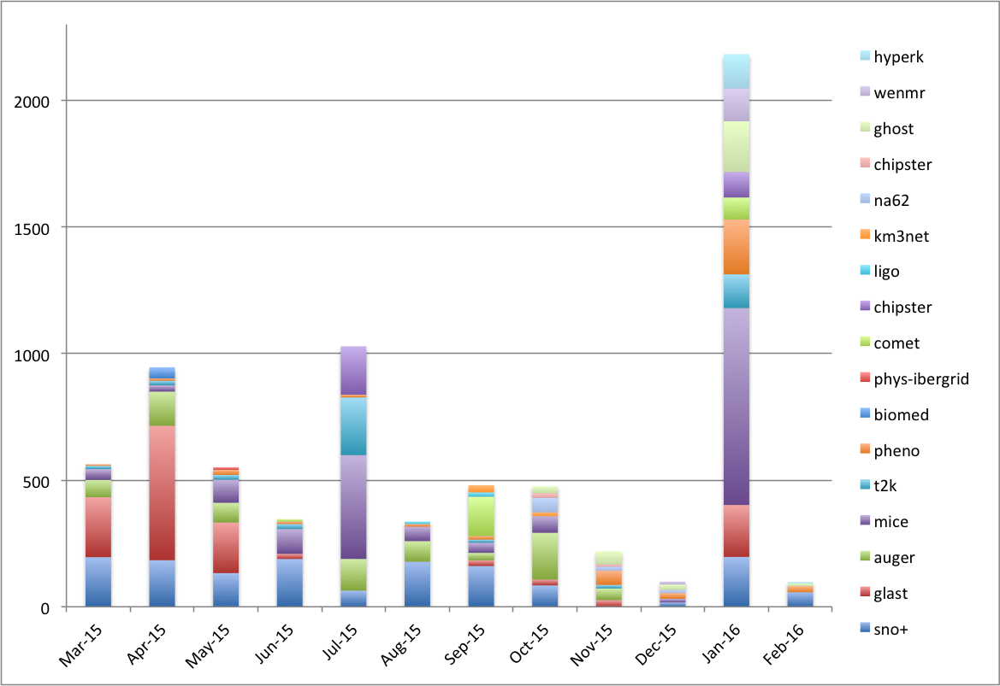 2000
1500
1000
500
0
Mar-15
Apr-15
May-15
Jun-15
Jul-15
Aug-15
Sep-15
Oct-15
Nov-15
Dec-15
Jan-16
Feb-16
hyperk
wenmr
ghost
chipster
na62
km3net
ligo
chipster
comet
phys-ibergrid
biomed
pheno
t2k
mice
auger
glast
sno+